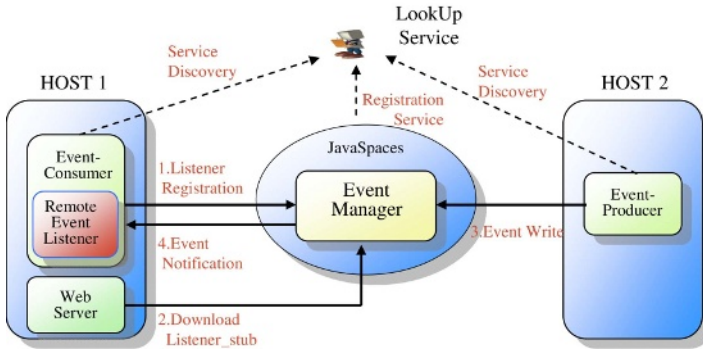 LookUp
Service
Service
Discovery
Service
Discovery
HOST 1
HOST 2
Registration
Service
JavaSpaces
Event-
Consumer
1.Listener
Registration
Event
Manager
Event-
Producer
Remote
Event
Listener
3.Event Write
4.Event
Notification
Web
Server
2.Download
Listener_stub